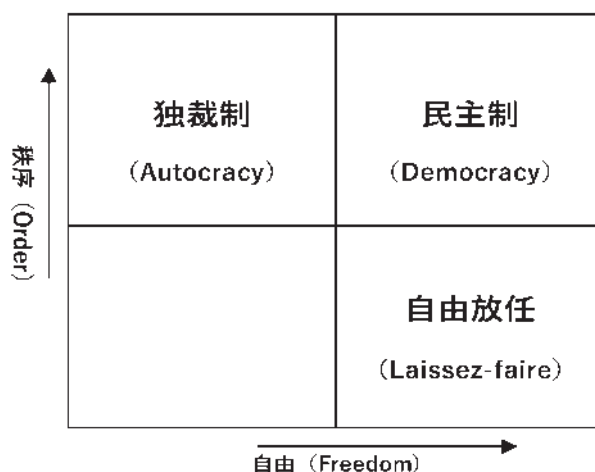 独裁制
(Autocracy)
民主制
(Democracy)
秩序 (Order)
自由放任
(Laissez-faire)
自由 (Freedom)